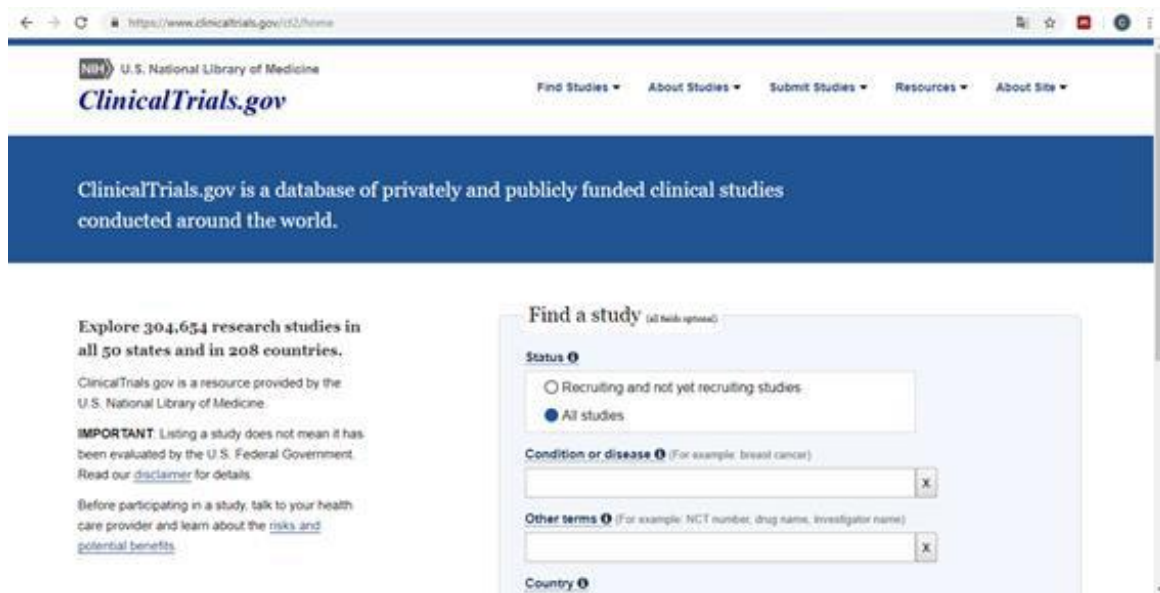 https://www.clinicaltrials.gov/ct2/home
NIH U.S. National Library of Medicine
ClinicalTrials.gov
Find Studies About Studies Submit Studies Resources About Site
ClinicalTrials.gov is a database of privately and publicly funded clinical studies
conducted around the world.
Explore 304,654 research studies in
all 50 states and in 208 countries.
ClinicalTrials.gov is a resource provided by the
U.S. National Library of Medicine.
IMPORTANT: Listing a study does not mean it has
been evaluated by the U.S. Federal Government.
Read our disclaimer for details.
Before participating in a study, talk to your health
care provider and learn about the risks and
potential benefits.
Find a study (all fields optional)
Status
Recruiting and not yet recruiting studies
All studies
Condition or disease (For example: breast cancer)
X
Other terms (For example: NCT number, drug name, investigator name)
X
Country